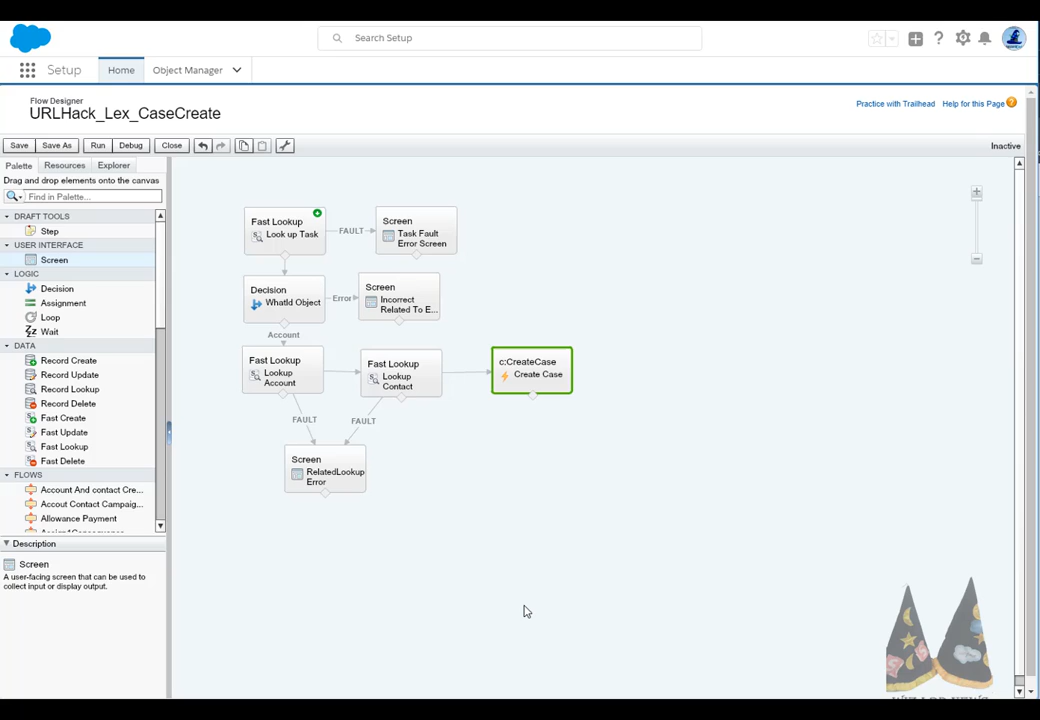 Search Setup
Setup
Home
Object Manager
Flow Designer
URLHack_Lex_CaseCreate
Practice with Trailhead
Help for this Page
Save
Save As
Run
Debug
Close
Inactive
Palette
Resources
Explorer
Drag and drop elements onto the canvas
Find in Palette...
DRAFT TOOLS
Step
USER INTERFACE
Screen
LOGIC
Decision
Assignment
Loop
Wait
DATA
Record Create
Record Update
Record Lookup
Record Delete
Fast Create
Fast Update
Fast Lookup
Fast Delete
FLOWS
Account And contact Cre...
Accout Contact Campaig...
Allowance Payment
Description
Screen
A user-facing screen that can be used to
collect input or display output.
Fast Lookup
Look up Task
FAULT
Screen
Task Fault
Error Screen
Decision
WhatId Object
Error
Screen
Incorrect
Related To E...
Account
Fast Lookup
Lookup
Account
Fast Lookup
Lookup
Contact
c:CreateCase
Create Case
FAULT
FAULT
Screen
RelatedLookup
Error